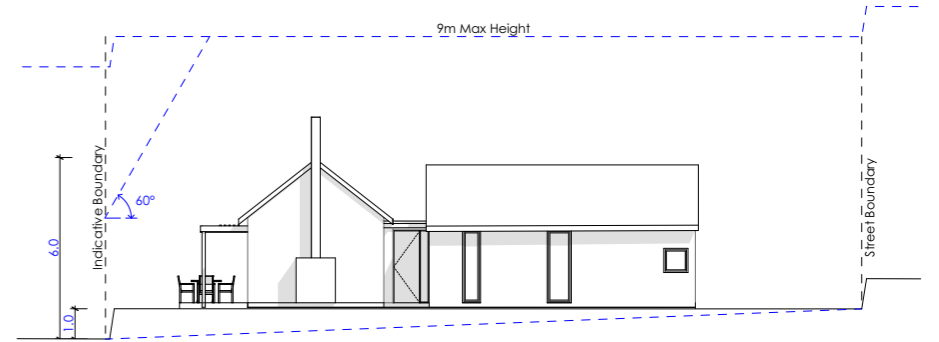 9m Max Height
Indicative Boundary
60°
6.0
1.0
Street Boundary